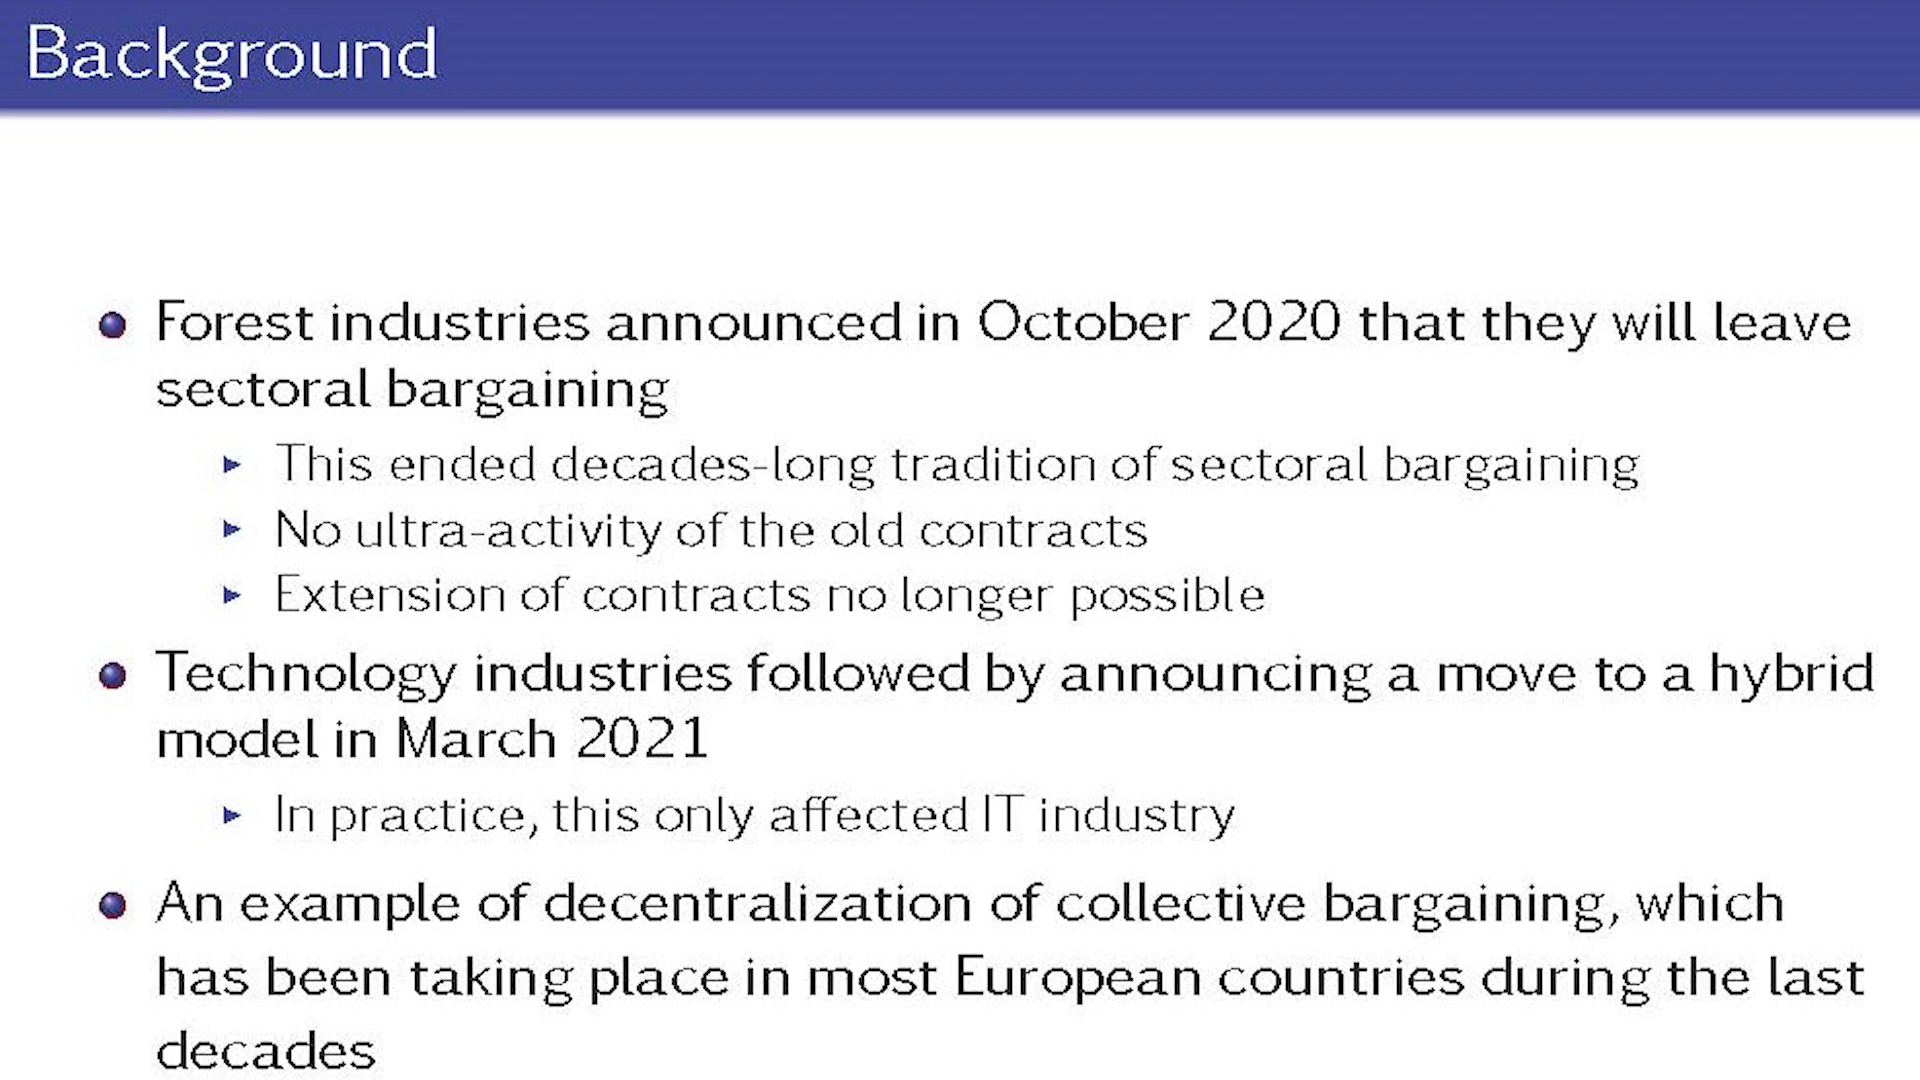 Background
Forest industries announced in October 2020 that they will leave
sectoral bargaining
This ended decades-long tradition of sectoral bargaining
No ultra-activity of the old contracts
Extension of contracts no longer possible
Technology industries followed by announcing a move to a hybrid
model in March 2021
In practice, this only affected IT industry
An example of decentralization of collective bargaining, which
has been taking place in most European countries during the last
decades